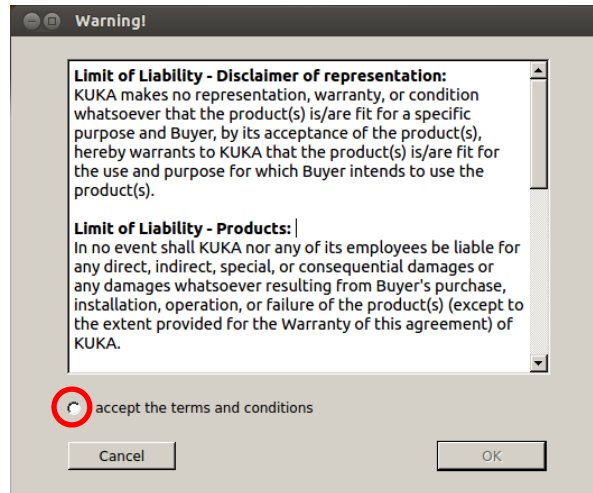 Warning!
Limit of Liability - Disclaimer of representation:
KUKA makes no representation, warranty, or condition
whatsoever that the product(s) is/are fit for a specific
purpose and Buyer, by its acceptance of the product(s),
hereby warrants to KUKA that the product(s) is/are fit for
the use and purpose for which Buyer intends to use the
product(s).
Limit of Liability - Products:
In no event shall KUKA nor any of its employees be liable for
any direct, indirect, special, or consequential damages or
any damages whatsoever resulting from Buyer's purchase,
installation, operation, or failure of the product(s) (except to
the extent provided for the Warranty of this agreement) of
KUKA.
accept the terms and conditions
Cancel
OK